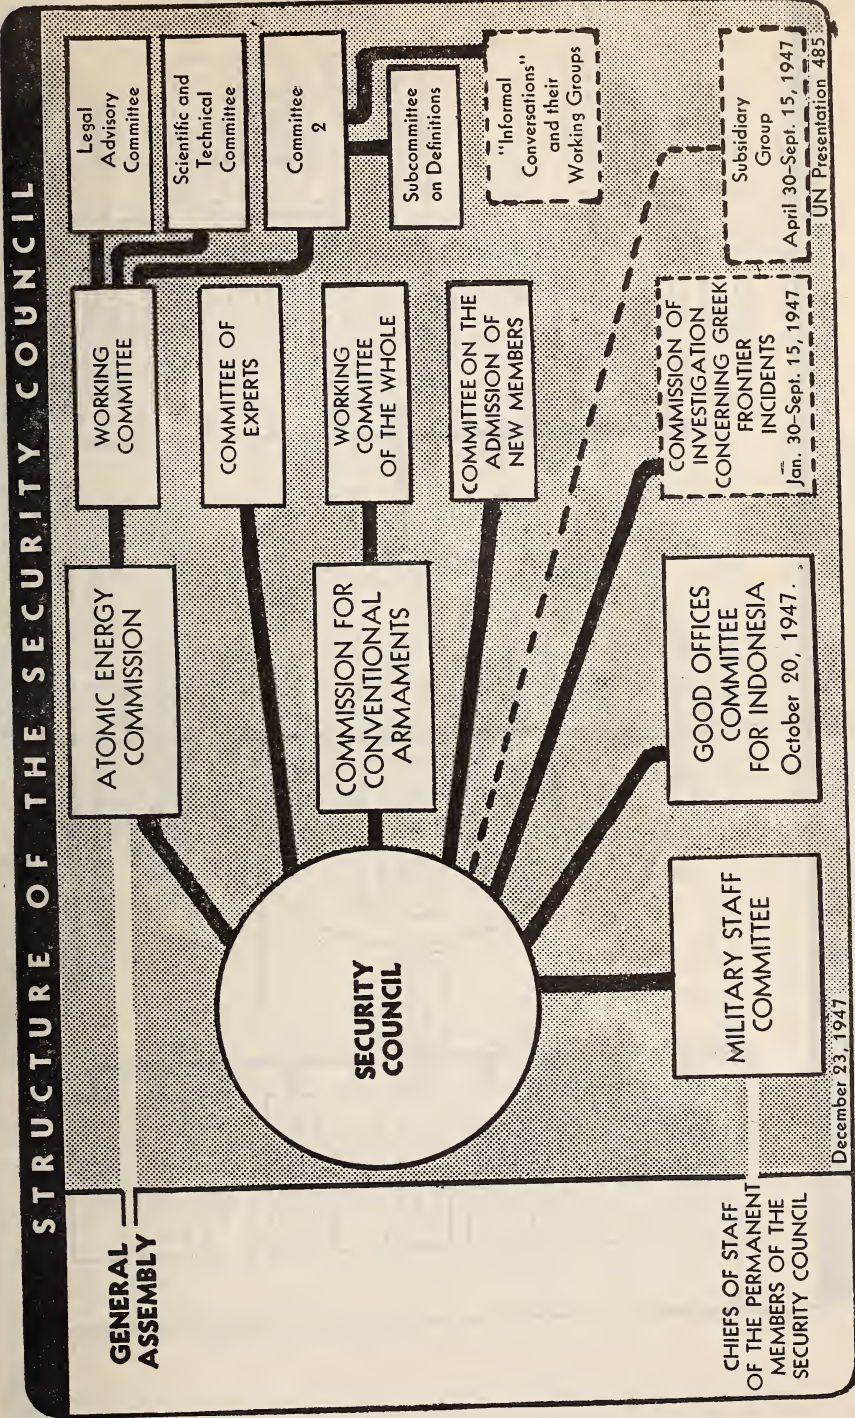 STRUCTURE OF THE SECURITY COUNCIL
GENERAL
ASSEMBLY
CHIEFS OF STAFF
OF THE PERMANENT
MEMBERS OF THE
SECURITY COUNCIL
SECURITY
COUNCIL
ATOMIC ENERGY
COMMISSION
WORKING
COMMITTEE
Legal
Advisory
Committee
Scientific and
Technical
Committee
Committee
2
Subcommittee
on Definitions
"Informal
Conversations"
and their
Working Groups
COMMITTEE OF
EXPERTS
COMMISSION FOR
CONVENTIONAL
ARMAMENTS
WORKING
COMMITTEE
OF THE WHOLE
COMMITTEE ON THE
ADMISSION OF
NEW MEMBERS
Subsidiary
Group
April 30-Sept. 15, 1947
COMMISSION OF
INVESTIGATION
CONCERNING GREEK
FRONTIER
INCIDENTS
Jan. 30-Sept. 15, 1947
GOOD OFFICES
COMMITTEE
FOR INDONESIA
October 20, 1947.
MILITARY STAFF
COMMITTEE
December 23, 1947
UN Presentation 485